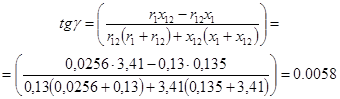 tgγ = (r₁x₁₂ − r₁₂x₁ / r₁₂(r₁ + r₁₂) + x₁₂(x₁ + x₁₂)) =
= (0,0256 · 3,41 − 0,13 · 0,135 / 0,13(0,0256 + 0,13) + 3,41(0,135 + 3,41)) = 0.0058